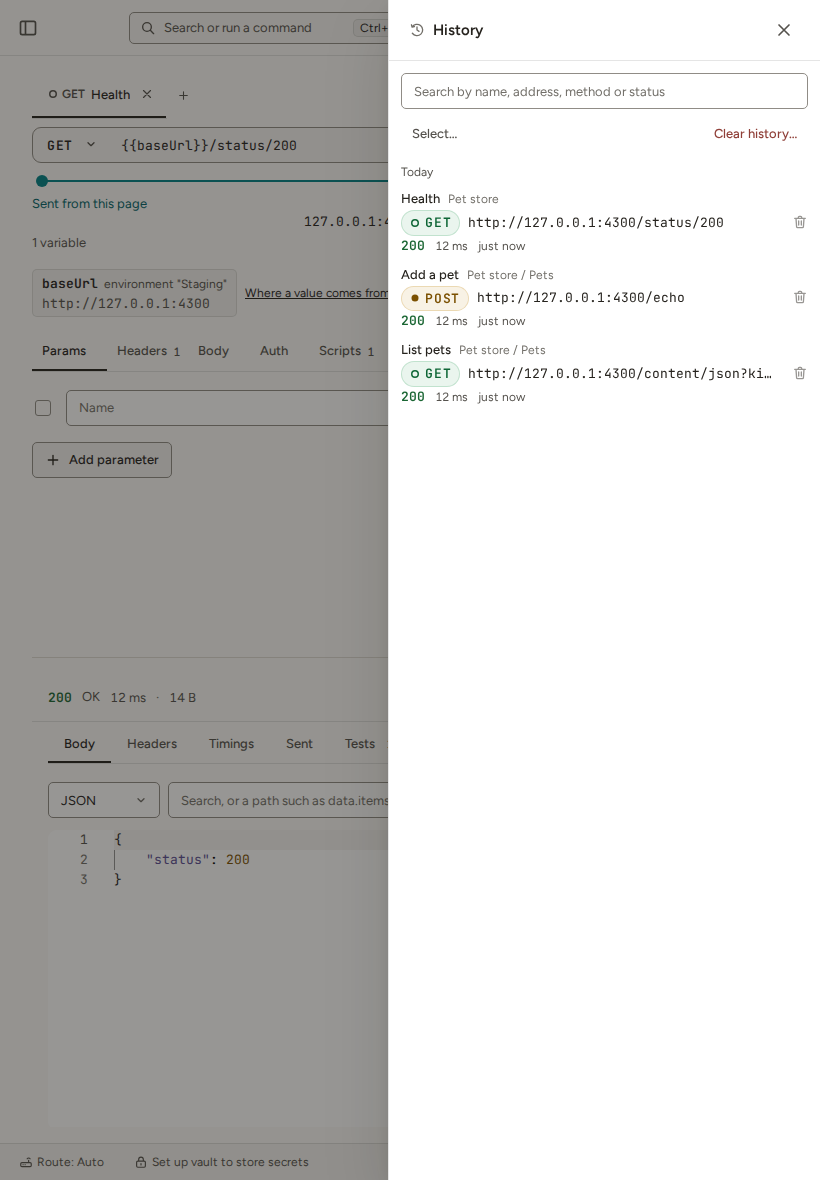 Search or run a command Ctrl+
GET Health
GET {{baseUrl}}/status/200
Sent from this page
127.0.0.1:4
1 variable
baseUrl environment "Staging"
http://127.0.0.1:4300
Where a value comes from
Params Headers 1 Body Auth Scripts 1
Name
Add parameter
200 OK 12 ms · 14 B
Body Headers Timings Sent Tests
JSON Search, or a path such as data.items
1 {
2 "status": 200
3 }
Route: Auto Set up vault to store secrets
History
Search by name, address, method or status
Select... Clear history...
Today
Health Pet store
GET http://127.0.0.1:4300/status/200
200 12 ms just now
Add a pet Pet store / Pets
POST http://127.0.0.1:4300/echo
200 12 ms just now
List pets Pet store / Pets
GET http://127.0.0.1:4300/content/json?ki…
200 12 ms just now